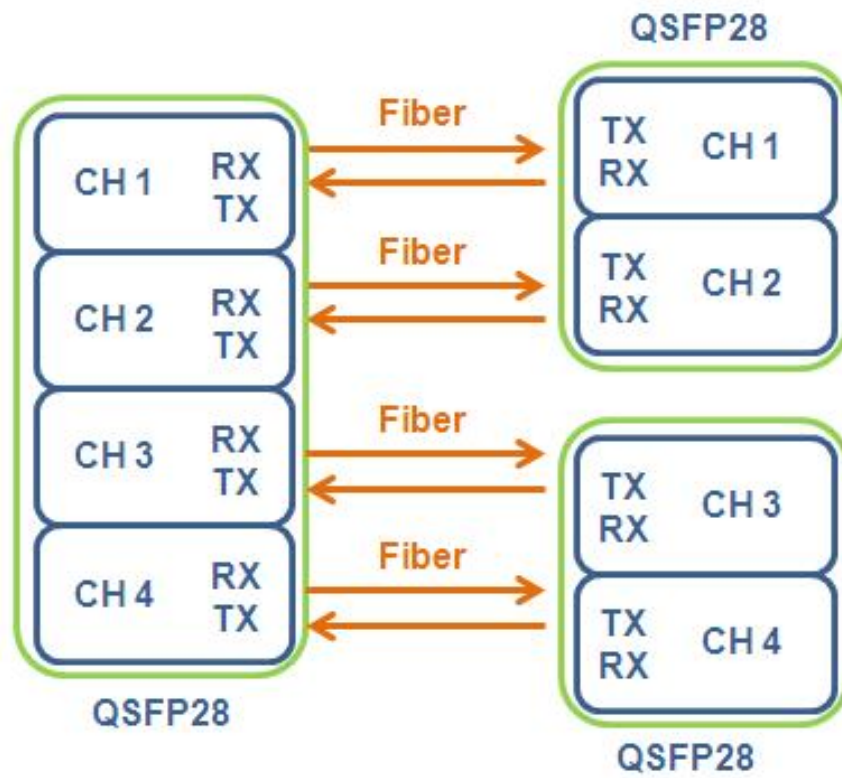 QSFP28
Fiber
CH 1 RX
TX
TX CH 1
RX
Fiber
CH 2 RX
TX
TX CH 2
RX
Fiber
CH 3 RX
TX
TX CH 3
RX
Fiber
CH 4 RX
TX
TX CH 4
RX
QSFP28
QSFP28